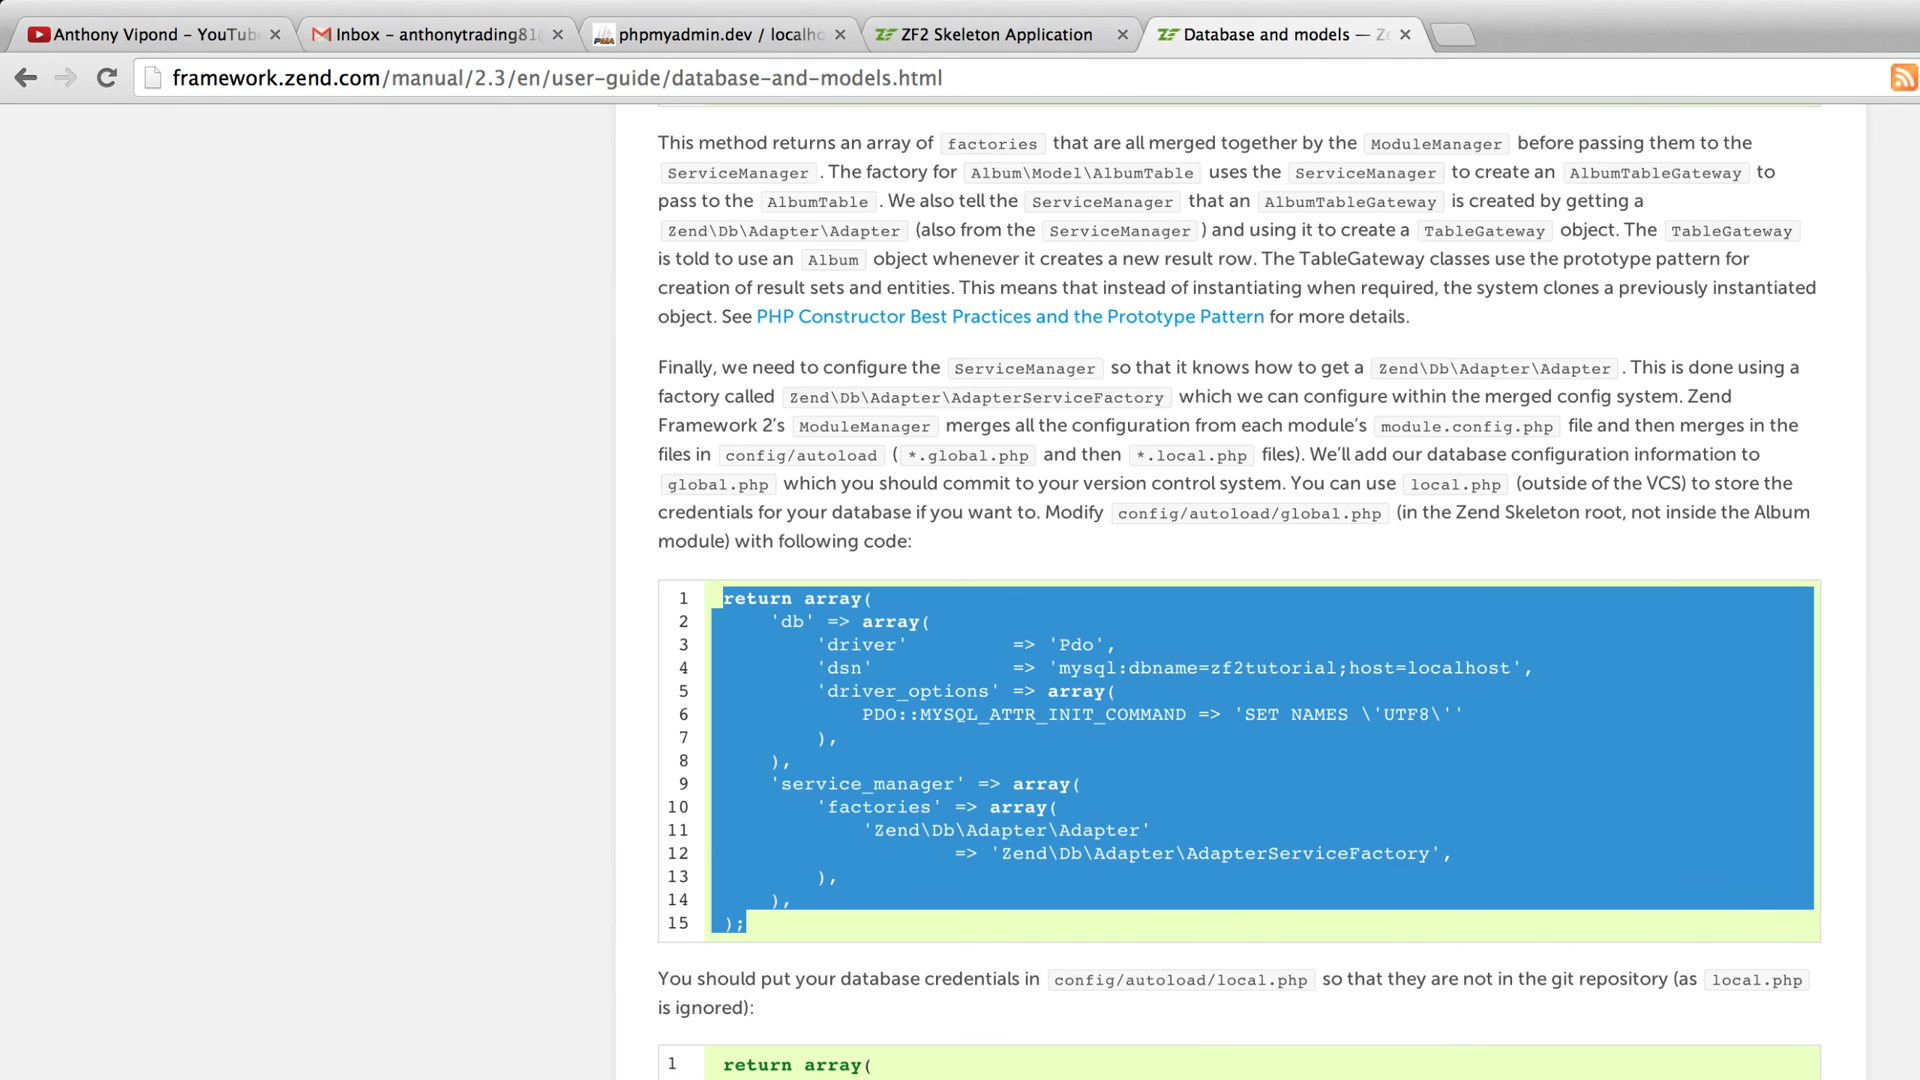 Anthony Vipond - YouTub
Inbox - anthonytrading81@
phpmyadmin.dev / localho
ZF2 Skeleton Application
Database and models — Ze
framework.zend.com/manual/2.3/en/user-guide/database-and-models.html
This method returns an array of factories that are all merged together by the ModuleManager before passing them to the
ServiceManager . The factory for Album\Model\AlbumTable uses the ServiceManager to create an AlbumTableGateway to
pass to the AlbumTable . We also tell the ServiceManager that an AlbumTableGateway is created by getting a
Zend\Db\Adapter\Adapter (also from the ServiceManager ) and using it to create a TableGateway object. The TableGateway
is told to use an Album object whenever it creates a new result row. The TableGateway classes use the prototype pattern for
creation of result sets and entities. This means that instead of instantiating when required, the system clones a previously instantiated
object. See PHP Constructor Best Practices and the Prototype Pattern for more details.
Finally, we need to configure the ServiceManager so that it knows how to get a Zend\Db\Adapter\Adapter . This is done using a
factory called Zend\Db\Adapter\AdapterServiceFactory which we can configure within the merged config system. Zend
Framework 2’s ModuleManager merges all the configuration from each module’s module.config.php file and then merges in the
files in config/autoload ( *.global.php and then *.local.php files). We’ll add our database configuration information to
global.php which you should commit to your version control system. You can use local.php (outside of the VCS) to store the
credentials for your database if you want to. Modify config/autoload/global.php (in the Zend Skeleton root, not inside the Album
module) with following code:
1 return array(
2 'db' => array(
3 'driver' => 'Pdo',
4 'dsn' => 'mysql:dbname=zf2tutorial;host=localhost',
5 'driver_options' => array(
6 PDO::MYSQL_ATTR_INIT_COMMAND => 'SET NAMES \'UTF8\''
7 ),
8 ),
9 'service_manager' => array(
10 'factories' => array(
11 'Zend\Db\Adapter\Adapter'
12 => 'Zend\Db\Adapter\AdapterServiceFactory',
13 ),
14 ),
15 );
You should put your database credentials in config/autoload/local.php so that they are not in the git repository (as local.php
is ignored):
1 return array(